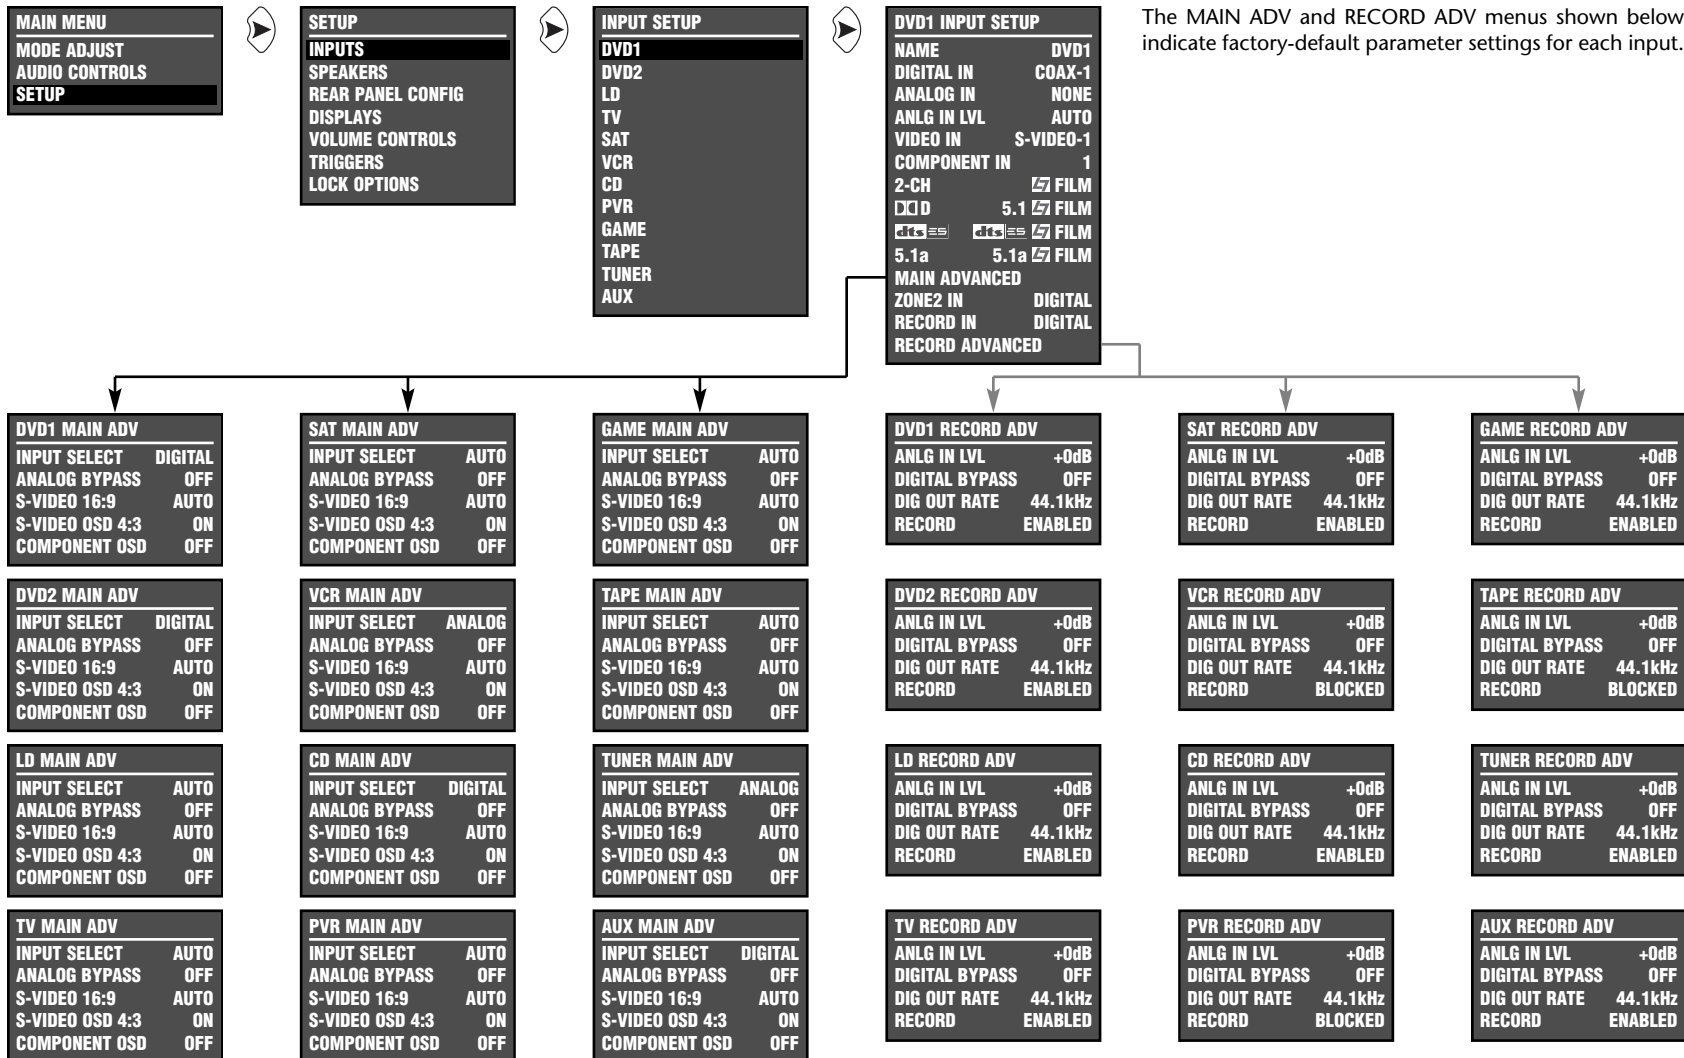 MAIN MENU
MODE ADJUST
AUDIO CONTROLS
SETUP
SETUP
INPUTS
SPEAKERS
REAR PANEL CONFIG
DISPLAYS
VOLUME CONTROLS
TRIGGERS
LOCK OPTIONS
INPUT SETUP
DVD1
DVD2
LD
TV
SAT
VCR
CD
PVR
GAME
TAPE
TUNER
AUX
DVD1 INPUT SETUP
NAME DVD1
DIGITAL IN COAX-1
ANALOG IN NONE
ANLG IN LVL AUTO
VIDEO IN S-VIDEO-1
COMPONENT IN 1
2-CH L7 FILM
D 5.1 L7 FILM
dts ES dts ES L7 FILM
5.1a 5.1a L7 FILM
MAIN ADVANCED
ZONE2 IN DIGITAL
RECORD IN DIGITAL
RECORD ADVANCED
The MAIN ADV and RECORD ADV menus shown below
indicate factory-default parameter settings for each input.
DVD1 MAIN ADV
INPUT SELECT DIGITAL
ANALOG BYPASS OFF
S-VIDEO 16:9 AUTO
S-VIDEO OSD 4:3 ON
COMPONENT OSD OFF
SAT MAIN ADV
INPUT SELECT AUTO
ANALOG BYPASS OFF
S-VIDEO 16:9 AUTO
S-VIDEO OSD 4:3 ON
COMPONENT OSD OFF
GAME MAIN ADV
INPUT SELECT AUTO
ANALOG BYPASS OFF
S-VIDEO 16:9 AUTO
S-VIDEO OSD 4:3 ON
COMPONENT OSD OFF
DVD1 RECORD ADV
ANLG IN LVL +0dB
DIGITAL BYPASS OFF
DIG OUT RATE 44.1kHz
RECORD ENABLED
SAT RECORD ADV
ANLG IN LVL +0dB
DIGITAL BYPASS OFF
DIG OUT RATE 44.1kHz
RECORD ENABLED
GAME RECORD ADV
ANLG IN LVL +0dB
DIGITAL BYPASS OFF
DIG OUT RATE 44.1kHz
RECORD ENABLED
DVD2 MAIN ADV
INPUT SELECT DIGITAL
ANALOG BYPASS OFF
S-VIDEO 16:9 AUTO
S-VIDEO OSD 4:3 ON
COMPONENT OSD OFF
VCR MAIN ADV
INPUT SELECT ANALOG
ANALOG BYPASS OFF
S-VIDEO 16:9 AUTO
S-VIDEO OSD 4:3 ON
COMPONENT OSD OFF
TAPE MAIN ADV
INPUT SELECT AUTO
ANALOG BYPASS OFF
S-VIDEO 16:9 AUTO
S-VIDEO OSD 4:3 ON
COMPONENT OSD OFF
DVD2 RECORD ADV
ANLG IN LVL +0dB
DIGITAL BYPASS OFF
DIG OUT RATE 44.1kHz
RECORD ENABLED
VCR RECORD ADV
ANLG IN LVL +0dB
DIGITAL BYPASS OFF
DIG OUT RATE 44.1kHz
RECORD BLOCKED
TAPE RECORD ADV
ANLG IN LVL +0dB
DIGITAL BYPASS OFF
DIG OUT RATE 44.1kHz
RECORD BLOCKED
LD MAIN ADV
INPUT SELECT AUTO
ANALOG BYPASS OFF
S-VIDEO 16:9 AUTO
S-VIDEO OSD 4:3 ON
COMPONENT OSD OFF
CD MAIN ADV
INPUT SELECT DIGITAL
ANALOG BYPASS OFF
S-VIDEO 16:9 AUTO
S-VIDEO OSD 4:3 ON
COMPONENT OSD OFF
TUNER MAIN ADV
INPUT SELECT ANALOG
ANALOG BYPASS OFF
S-VIDEO 16:9 AUTO
S-VIDEO OSD 4:3 ON
COMPONENT OSD OFF
LD RECORD ADV
ANLG IN LVL +0dB
DIGITAL BYPASS OFF
DIG OUT RATE 44.1kHz
RECORD ENABLED
CD RECORD ADV
ANLG IN LVL +0dB
DIGITAL BYPASS OFF
DIG OUT RATE 44.1kHz
RECORD ENABLED
TUNER RECORD ADV
ANLG IN LVL +0dB
DIGITAL BYPASS OFF
DIG OUT RATE 44.1kHz
RECORD ENABLED
TV MAIN ADV
INPUT SELECT AUTO
ANALOG BYPASS OFF
S-VIDEO 16:9 AUTO
S-VIDEO OSD 4:3 ON
COMPONENT OSD OFF
PVR MAIN ADV
INPUT SELECT AUTO
ANALOG BYPASS OFF
S-VIDEO 16:9 AUTO
S-VIDEO OSD 4:3 ON
COMPONENT OSD OFF
AUX MAIN ADV
INPUT SELECT DIGITAL
ANALOG BYPASS OFF
S-VIDEO 16:9 AUTO
S-VIDEO OSD 4:3 ON
COMPONENT OSD OFF
TV RECORD ADV
ANLG IN LVL +0dB
DIGITAL BYPASS OFF
DIG OUT RATE 44.1kHz
RECORD ENABLED
PVR RECORD ADV
ANLG IN LVL +0dB
DIGITAL BYPASS OFF
DIG OUT RATE 44.1kHz
RECORD BLOCKED
AUX RECORD ADV
ANLG IN LVL +0dB
DIGITAL BYPASS OFF
DIG OUT RATE 44.1kHz
RECORD ENABLED